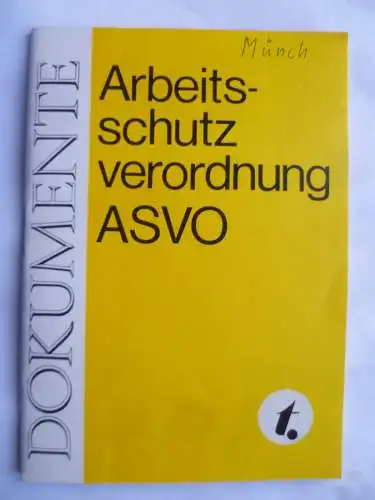 Münch
DOKUMENTE
Arbeits-
schutz
verordnung
ASVO
t.